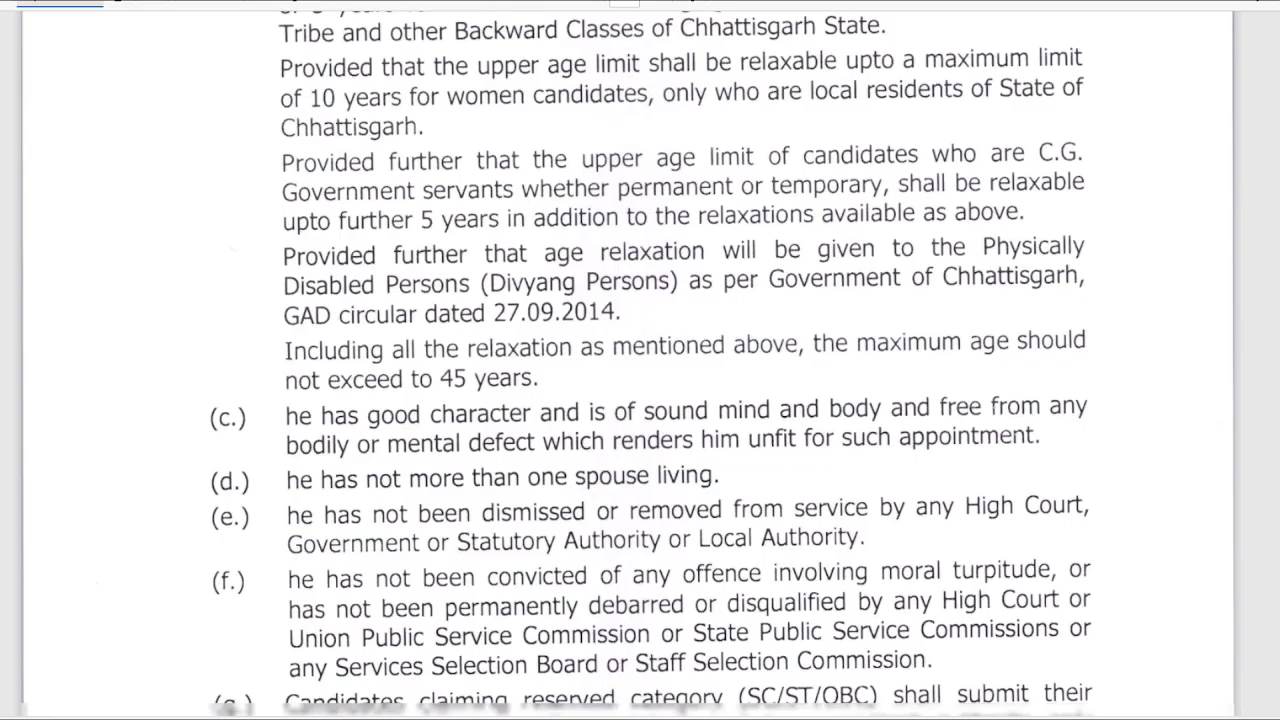 Tribe and other Backward Classes of Chhattisgarh State.
Provided that the upper age limit shall be relaxable upto a maximum limit
of 10 years for women candidates, only who are local residents of State of
Chhattisgarh.
Provided further that the upper age limit of candidates who are C.G.
Government servants whether permanent or temporary, shall be relaxable
upto further 5 years in addition to the relaxations available as above.
Provided further that age relaxation will be given to the Physically
Disabled Persons (Divyang Persons) as per Government of Chhattisgarh,
GAD circular dated 27.09.2014.
Including all the relaxation as mentioned above, the maximum age should
not exceed to 45 years.
(c.) he has good character and is of sound mind and body and free from any
bodily or mental defect which renders him unfit for such appointment.
(d.) he has not more than one spouse living.
(e.) he has not been dismissed or removed from service by any High Court,
Government or Statutory Authority or Local Authority.
(f.) he has not been convicted of any offence involving moral turpitude, or
has not been permanently debarred or disqualified by any High Court or
Union Public Service Commission or State Public Service Commissions or
any Services Selection Board or Staff Selection Commission.
(g.) Candidates claiming reserved category (SC/ST/OBC) shall submit their